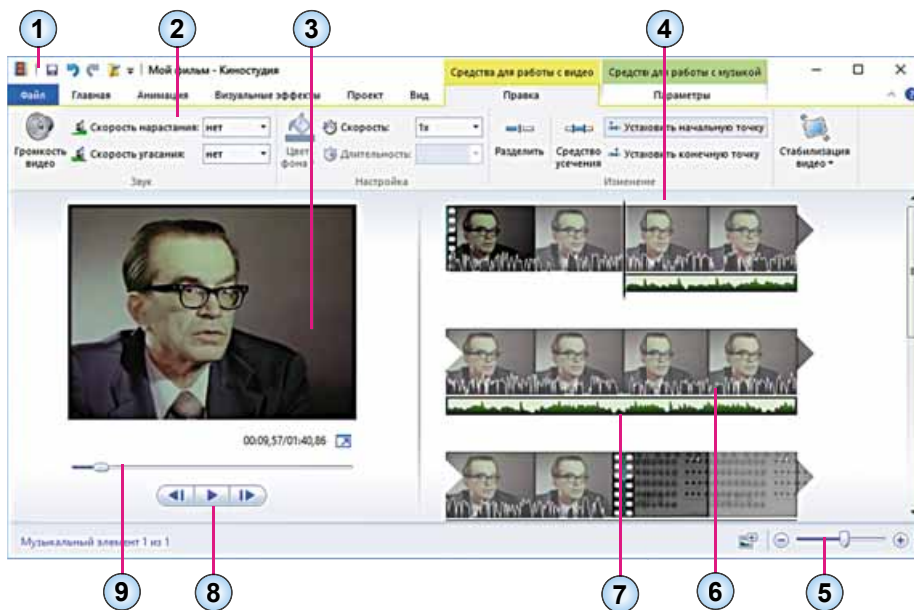 1 2 3 4
Мой фильм - Киностудия
Средства для работы с видео
Средства для работы с музыкой
Файл Главная Анимация Визуальные эффекты Проект Вид Правка Параметры
Громкость видео
Скорость нарастания: нет
Скорость угасания: нет
Звук
Цвет фона
Скорость: 1x
Длительность:
Настройка
Разделить
Средство усечения
Установить начальную точку
Установить конечную точку
Изменение
Стабилизация видео
00:09,57/01:40,86
Музыкальный элемент 1 из 1
9 8 7 6 5